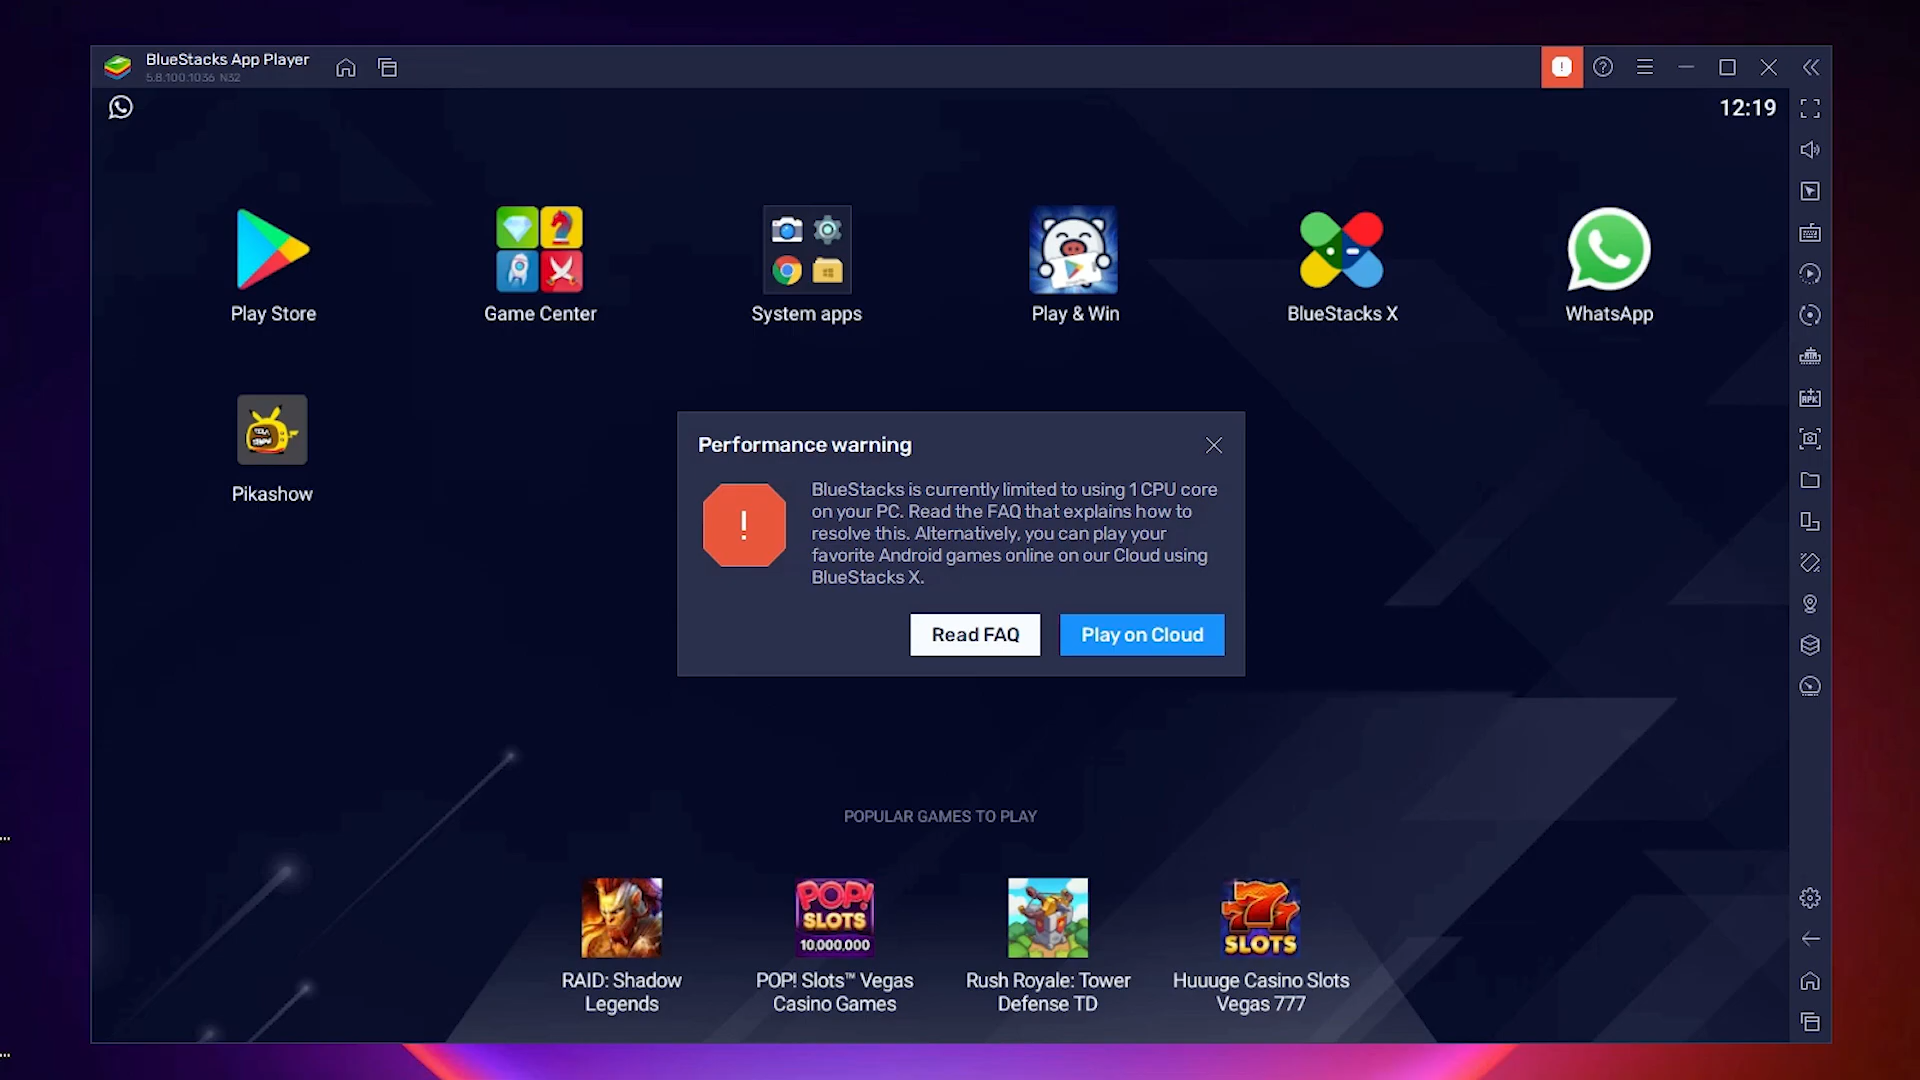 BlueStacks App Player
5.8.100.1036 N32
12:19
Play Store
Game Center
System apps
Play & Win
BlueStacks X
WhatsApp
Pikashow
Performance warning
BlueStacks is currently limited to using 1 CPU core
on your PC. Read the FAQ that explains how to
resolve this. Alternatively, you can play your
favorite Android games online on our Cloud using
BlueStacks X.
!
Read FAQ
Play on Cloud
POPULAR GAMES TO PLAY
POP!
SLOTS
10,000,000
777
SLOTS
RAID: Shadow
Legends
POP! Slots™ Vegas
Casino Games
Rush Royale: Tower
Defense TD
Huuuge Casino Slots
Vegas 777
APK
...
...